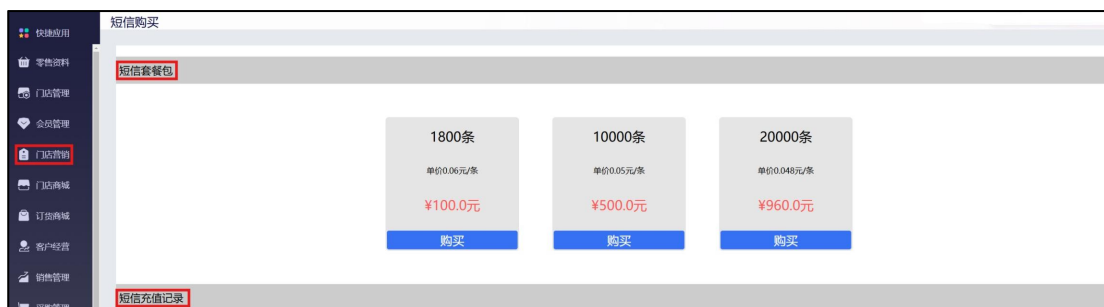 短信购买
快捷应用
零售资料
门店管理
会员管理
门店营销
门店商城
订货商城
客户经营
销售管理
短信套餐包
1800条
单价0.06元/条
¥100.0元
购买
10000条
单价0.05元/条
¥500.0元
购买
20000条
单价0.048元/条
¥960.0元
购买
短信充值记录